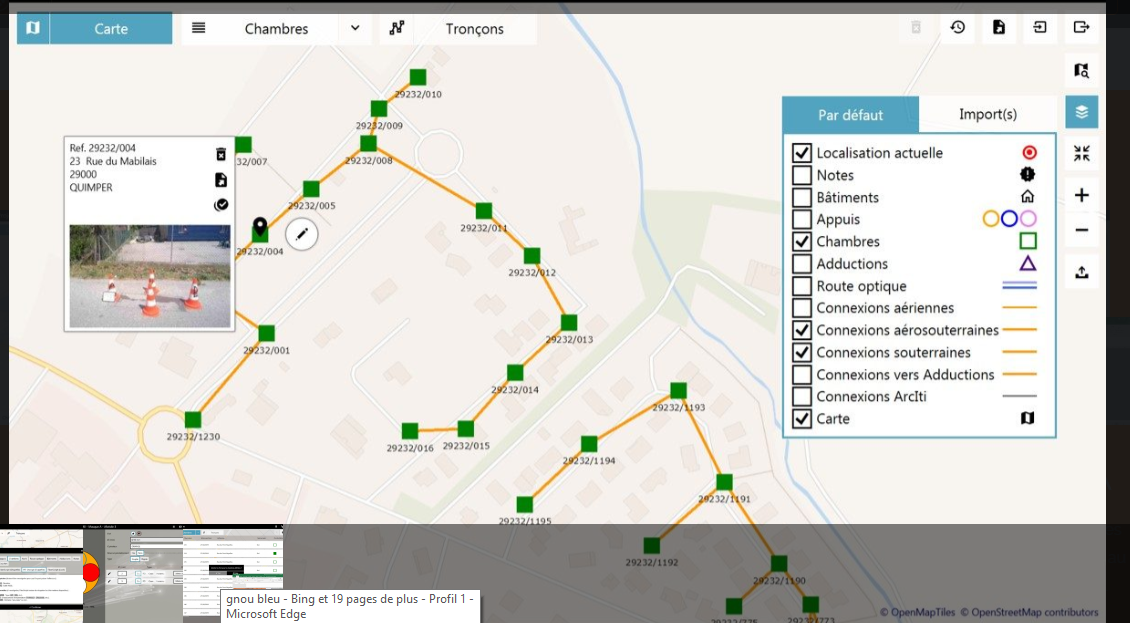 Carte
Chambres
Tronçons
29232/010
29232/009
29232/008
32/007
29232/005
29232/004
29232/011
29232/012
29232/013
29232/001
29232/014
29232/1230
29232/016
29232/015
29232/1193
29232/1194
29232/1191
29232/1195
29232/1192
29232/1190
29232/775
29232/773
Ref. 29232/004
23 Rue du Mabilais
29000
QUIMPER
Par défaut
Import(s)
Localisation actuelle
Notes
Bâtiments
Appuis
Chambres
Adductions
Route optique
Connexions aériennes
Connexions aérosouterraines
Connexions souterraines
Connexions vers Adductions
Connexions ArcIti
Carte
gnou bleu - Bing et 19 pages de plus - Profil 1 -
Microsoft Edge
© OpenMapTiles © OpenStreetMap contributors